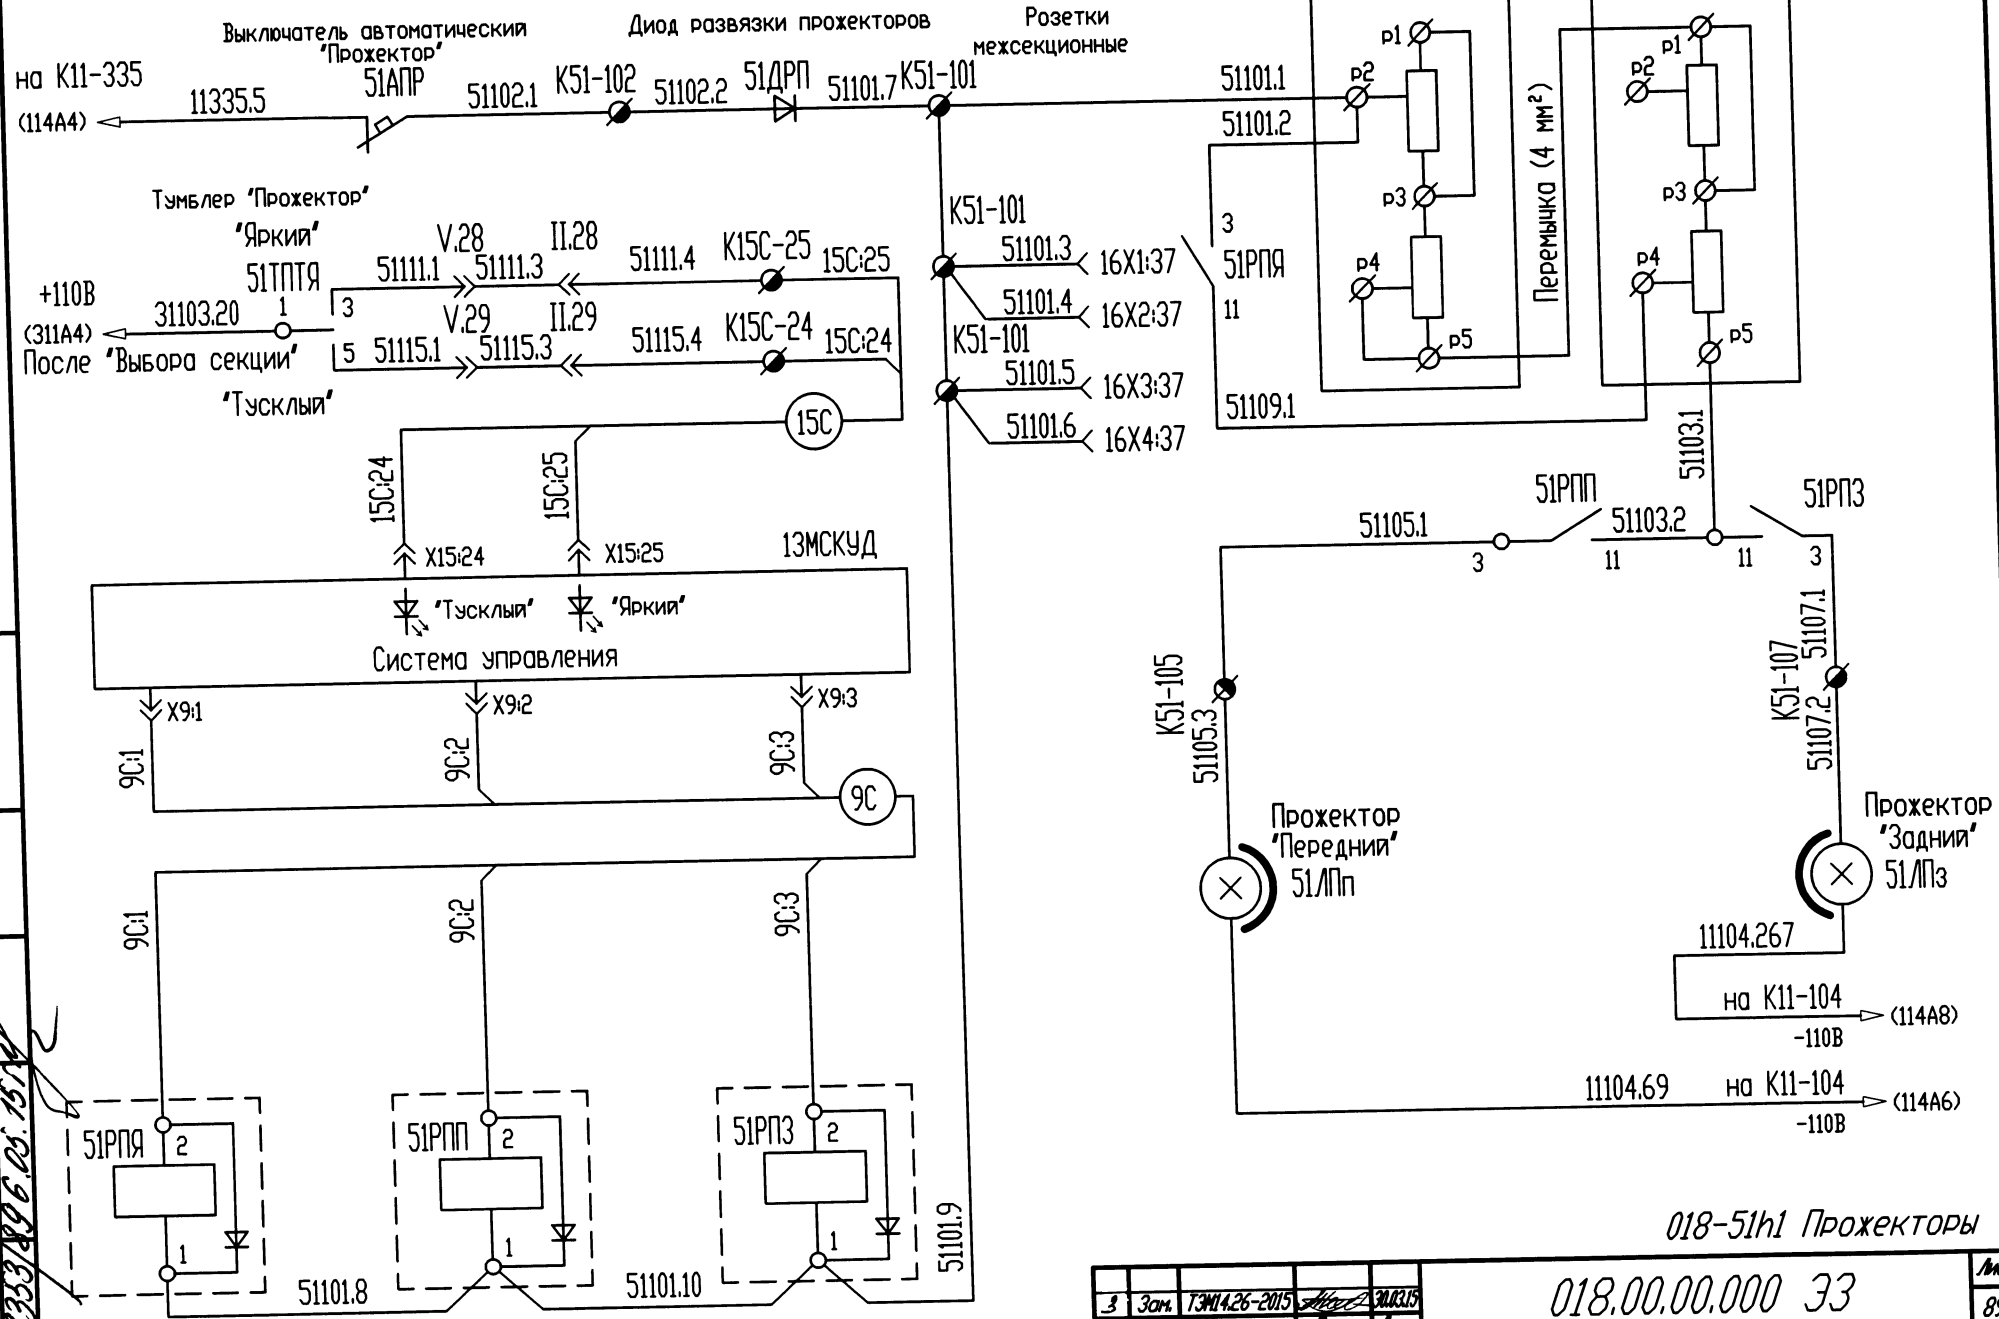 Выключатель автоматический
"Прожектор"
51АПР
Диод развязки прожекторов
51ДРП
Розетки
межсекционные
на К11-335
(114А4)
11335.5
51102.1
К51-102
51102.2
51101.7
К51-101
51101.1
51101.2
р1
р2
р3
р4
р5
Перемычка (4 мм²)
р1
р2
р3
р4
р5
Тумблер "Прожектор"
"Яркий"
51ТПТЯ
+110В
(311А4)
31103.20
1
3
5
После "Выбора секции"
"Тусклый"
51111.1
V.28
51111.3
II.28
51111.4
К15С-25
15С:25
51115.1
V.29
51115.3
II.29
51115.4
К15С-24
15С:24
15С
К51-101
51101.3
16Х1:37
51101.4
16Х2:37
К51-101
51101.5
16Х3:37
51101.6
16Х4:37
3
51РПЯ
11
51109.1
51103.1
15С:24
15С:25
Х15:24
Х15:25
13МСКУД
"Тусклый"
"Яркий"
Система управления
Х9:1
Х9:2
Х9:3
9С:1
9С:2
9С:3
9С
9С:1
9С:2
9С:3
51РПП
51РПЗ
51105.1
3
11
51103.2
11
3
51107.1
К51-107
51107.2
К51-105
51105.3
Прожектор
"Передний"
51ЛПп
Прожектор
"Задний"
51ЛПз
11104.267
на К11-104
(114А8)
-110В
11104.69
на К11-104
(114А6)
-110В
51РПЯ
2
1
51РПП
2
1
51РПЗ
2
1
51101.8
51101.10
51101.9
018-51h1 Прожекторы
3
Зам.
ТЭМ14.26-2015
30.03.15
018.00.00.000 ЭЗ